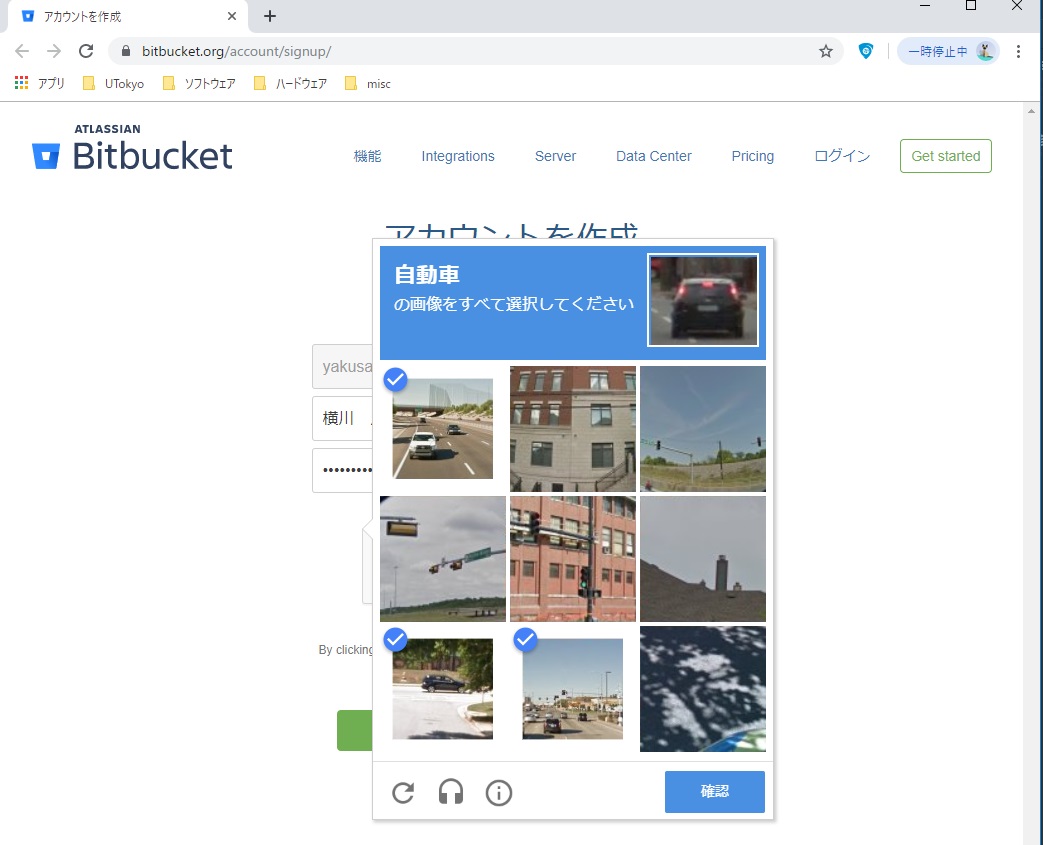 アカウントを作成
bitbucket.org/account/signup/
一時停止中
アプリ UTokyo ソフトウェア ハードウェア misc
ATLASSIAN
Bitbucket
機能 Integrations Server Data Center Pricing ログイン Get started
アカウントを作成
自動車
の画像をすべて選択してください
yakusa
横川
•••••••••
By clicking
確認